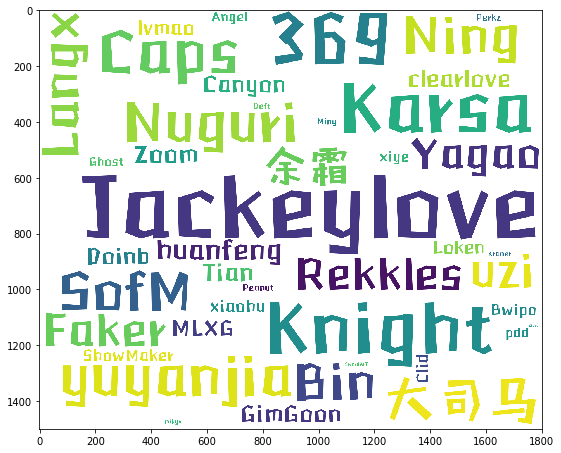 0
Langx
lvmao
Angel
Perkz
Caps
369
Ning
200
Canyon
clearlove
Karsa
Nuguri
Deft
Miny
400
Ghost
Zoom
余霜
xiye
Yagao
600
Jackeylove
800
Doinb
huanfeng
Loken
Tian
Rekkles
uzi
1000
SofM
Peanut
xiaohu
Knight
Bwipo
Faker
MLXG
pdd
1200
ShowMaker
Clid
yuyanjia
Bin
大司马
1400
GimGoon
0 200 400 600 800 1000 1200 1400 1600 1800